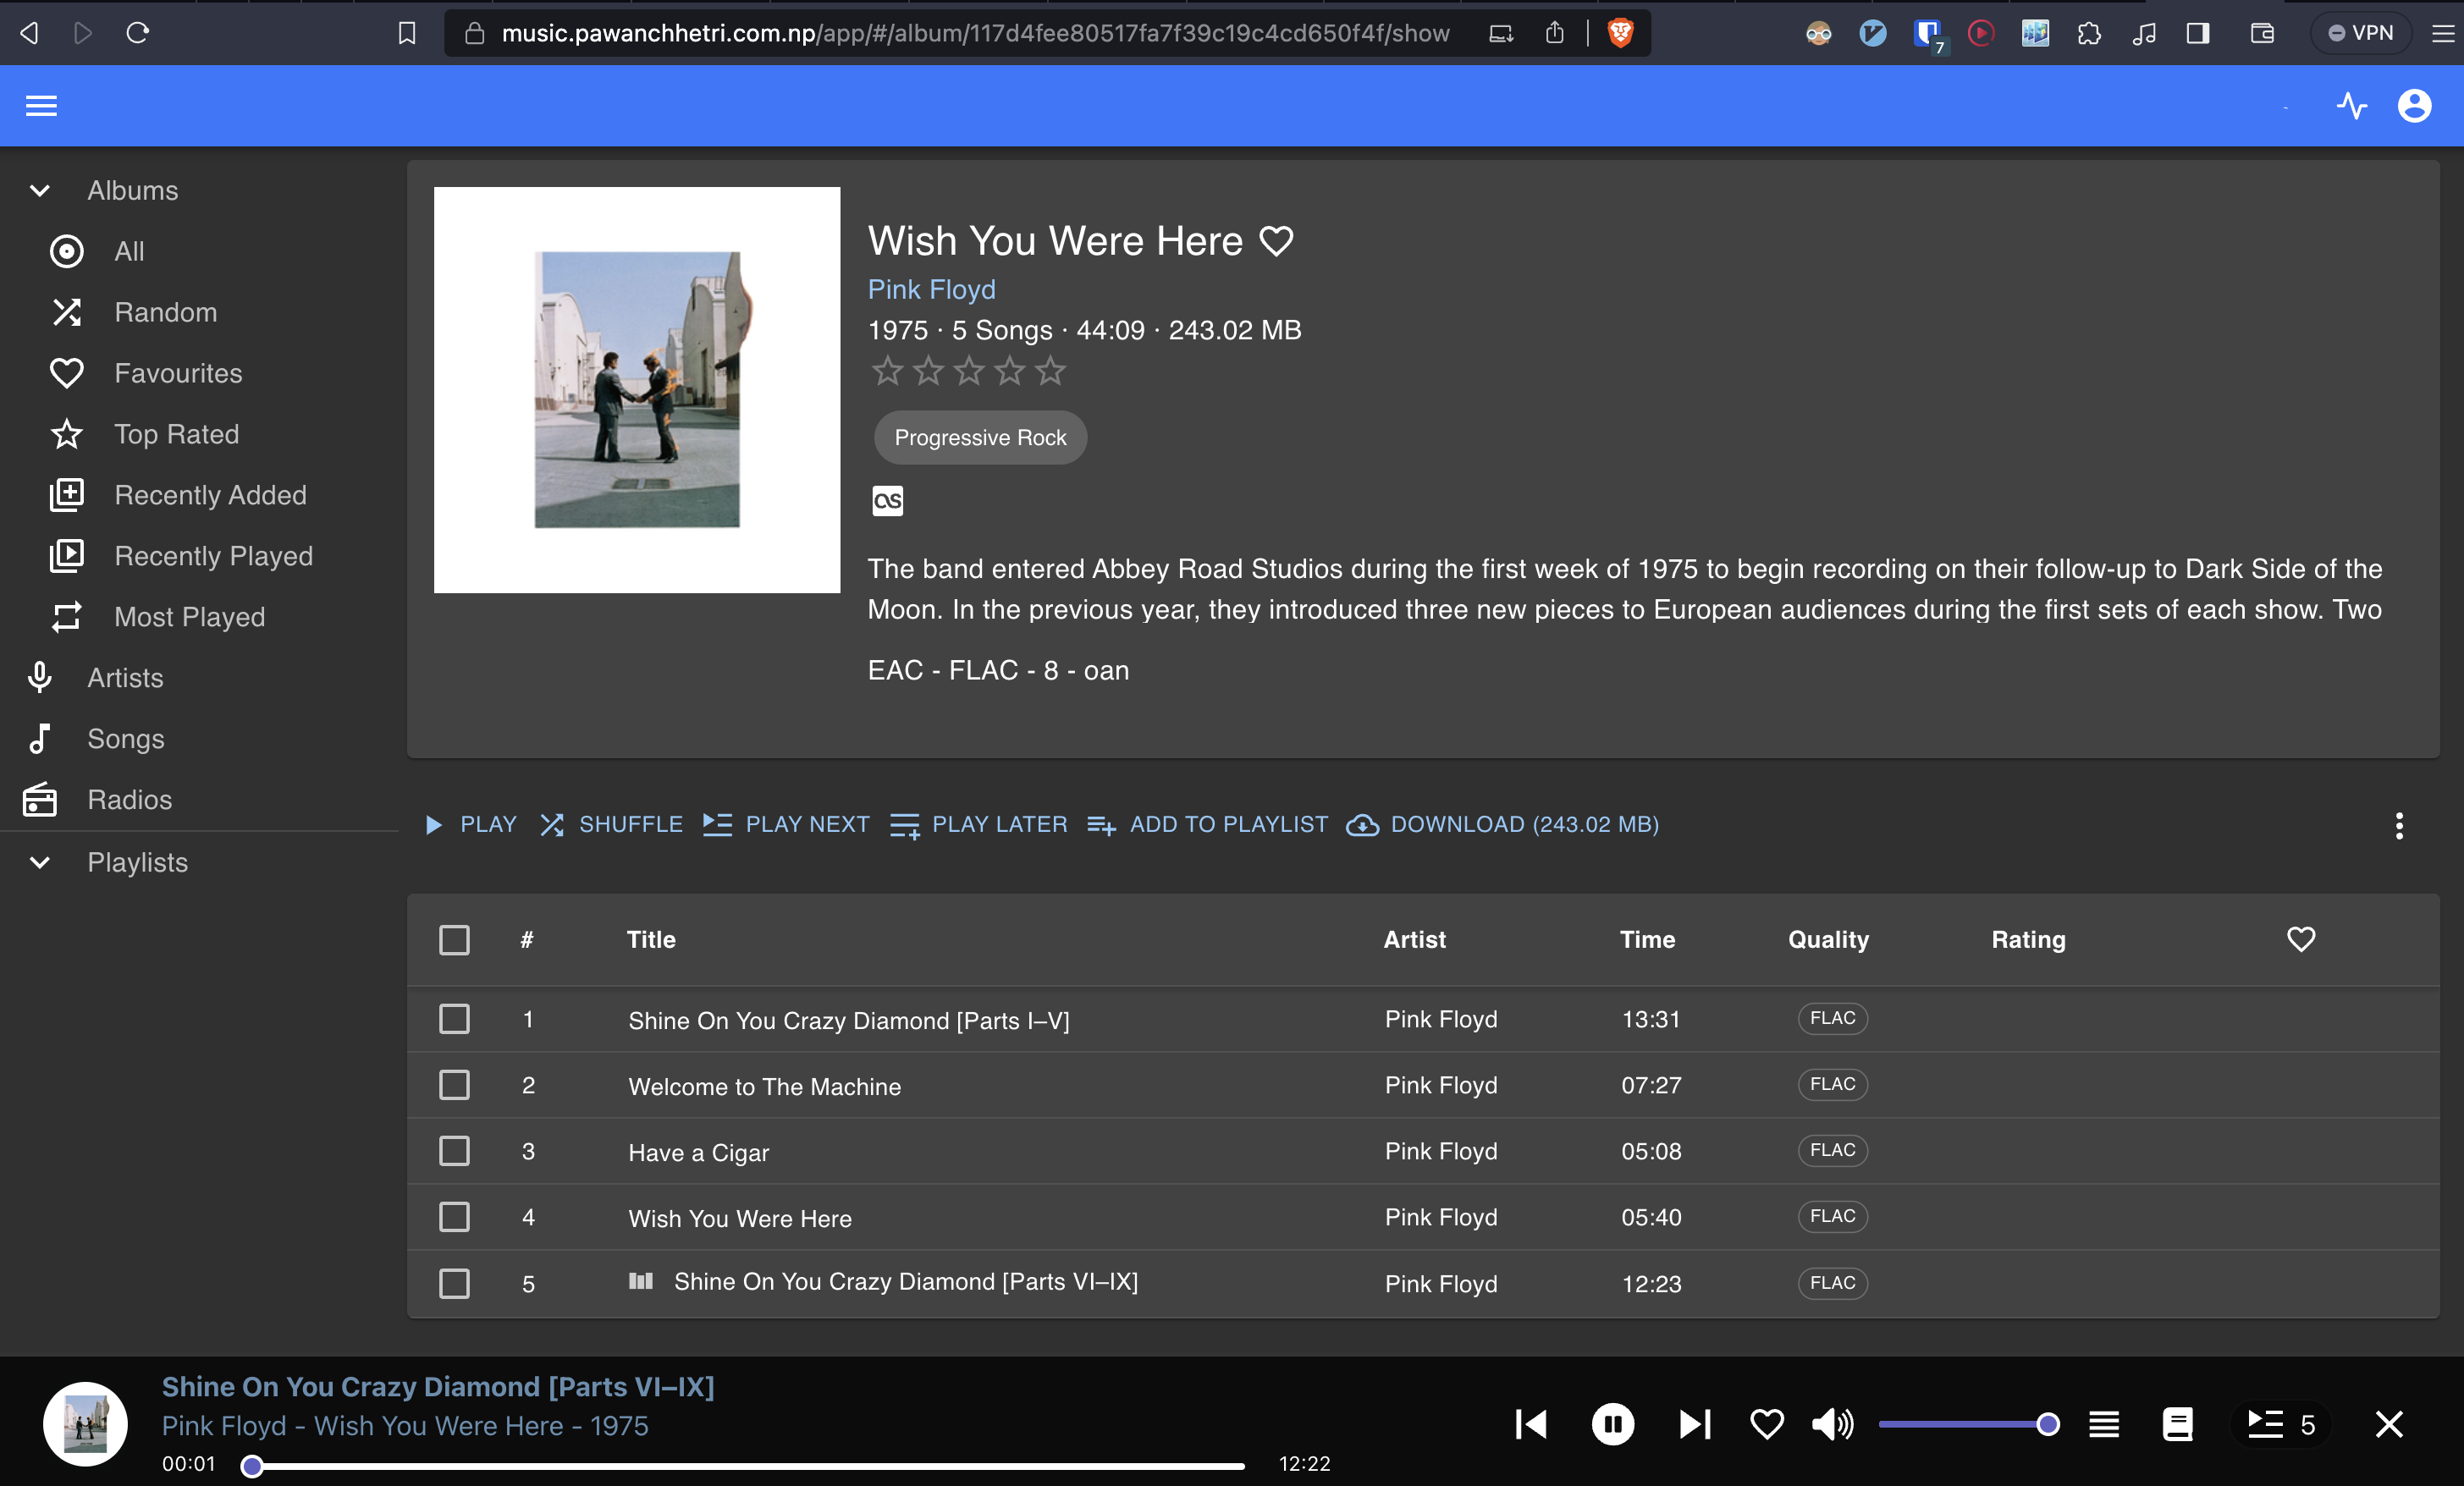 music.pawanchhetri.com.np/app/#/album/117d4fee80517fa7f39c19c4cd650f4f/show
7
VPN
Albums
All
Random
Favourites
Top Rated
Recently Added
Recently Played
Most Played
Artists
Songs
Radios
Playlists
Wish You Were Here
Pink Floyd
1975 · 5 Songs · 44:09 · 243.02 MB
Progressive Rock
The band entered Abbey Road Studios during the first week of 1975 to begin recording on their follow-up to Dark Side of the
Moon. In the previous year, they introduced three new pieces to European audiences during the first sets of each show. Two
EAC - FLAC - 8 - oan
PLAY SHUFFLE PLAY NEXT PLAY LATER ADD TO PLAYLIST DOWNLOAD (243.02 MB)
# Title Artist Time Quality Rating
1 Shine On You Crazy Diamond [Parts I–V] Pink Floyd 13:31 FLAC
2 Welcome to The Machine Pink Floyd 07:27 FLAC
3 Have a Cigar Pink Floyd 05:08 FLAC
4 Wish You Were Here Pink Floyd 05:40 FLAC
5 Shine On You Crazy Diamond [Parts VI–IX] Pink Floyd 12:23 FLAC
Shine On You Crazy Diamond [Parts VI–IX]
Pink Floyd - Wish You Were Here - 1975
00:01 12:22
5